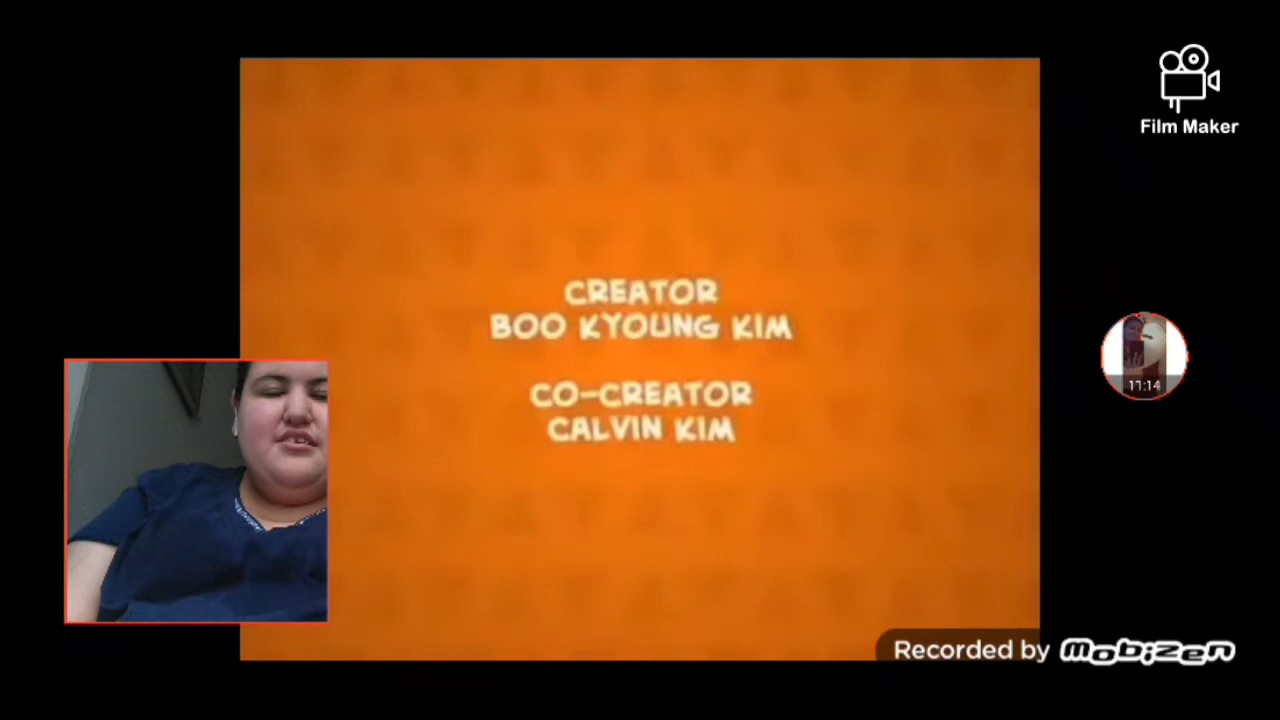 Film Maker
CREATOR
BOO KYOUNG KIM
CO-CREATOR
CALVIN KIM
11:14
Recorded by mobizen